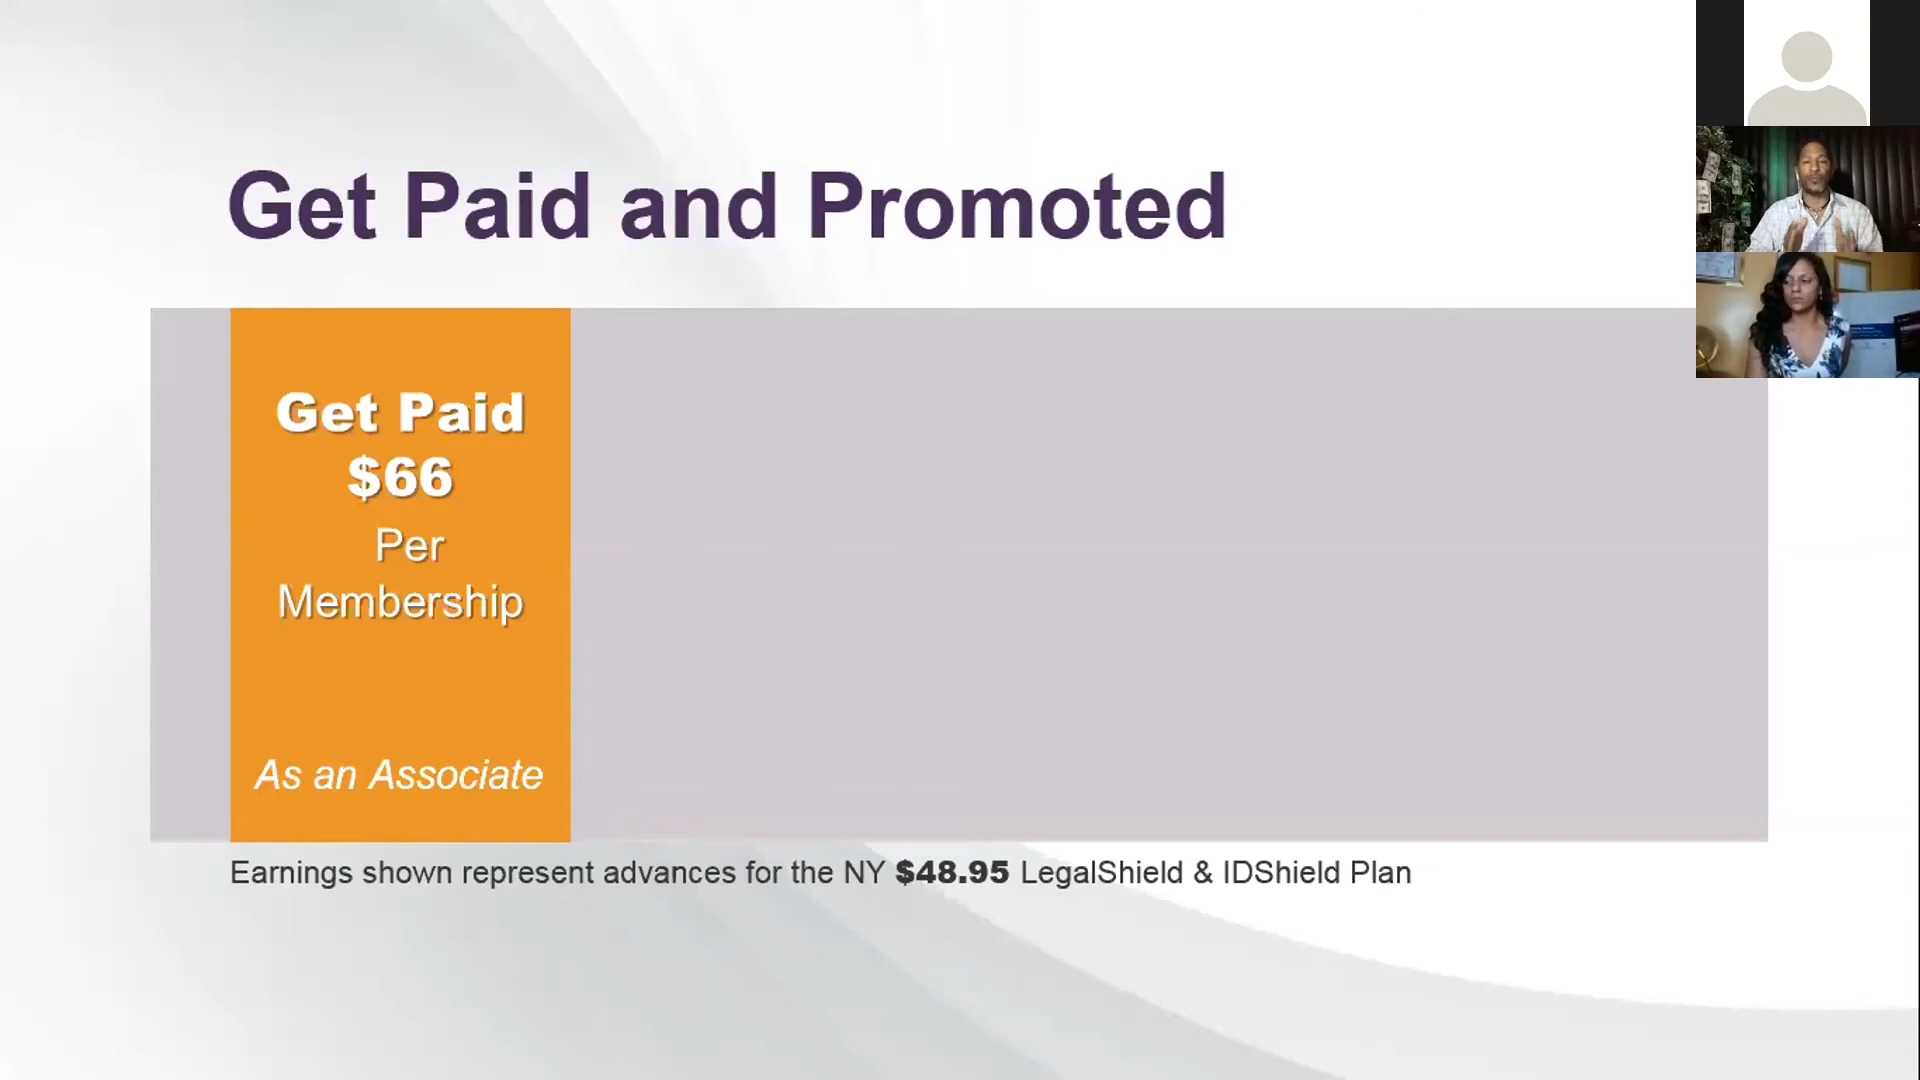 Get Paid and Promoted
Get Paid
$66
Per
Membership
As an Associate
Earnings shown represent advances for the NY $48.95 LegalShield & IDShield Plan